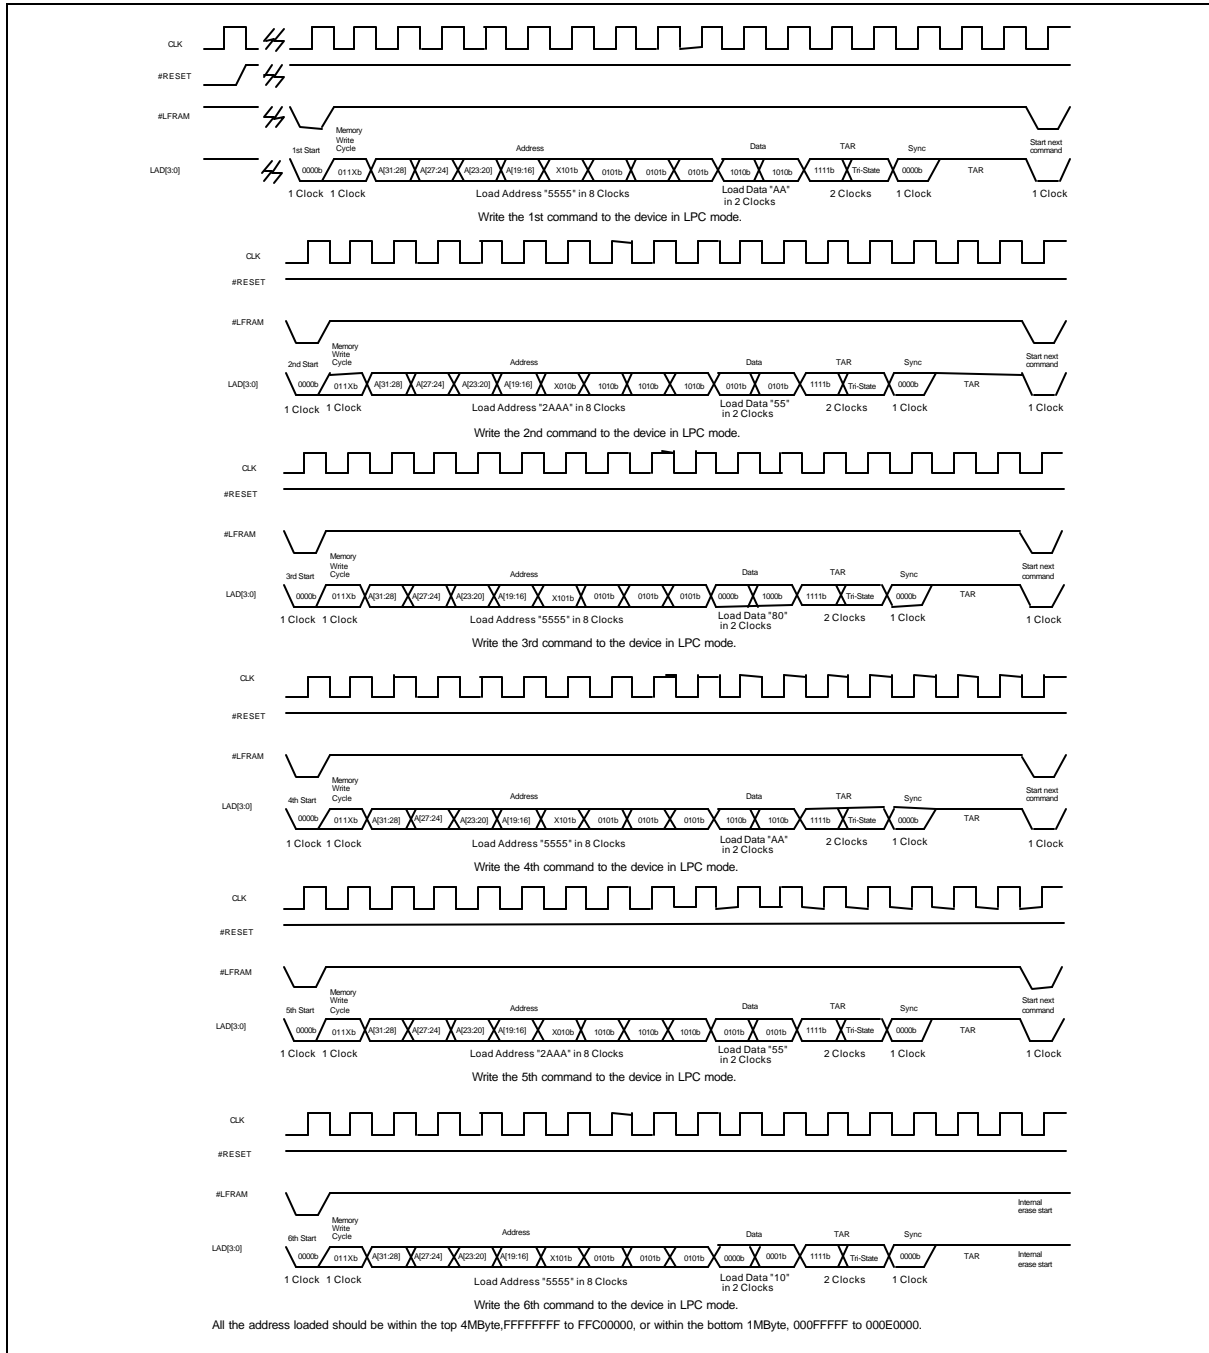 CLK
#RESET
#LFRAM
Memory
Write
Cycle
1st Start
Address
Data
TAR
Sync
Start next
command
LAD[3:0]
0000b 011Xb A[31:28] A[27:24] A[23:20] A[19:16] X101b 0101b 0101b 0101b 1010b 1010b 1111b Tri-State 0000b TAR
1 Clock 1 Clock Load Address "5555" in 8 Clocks Load Data "AA" in 2 Clocks 2 Clocks 1 Clock 1 Clock
Write the 1st command to the device in LPC mode.
CLK
#RESET
#LFRAM
Memory
Write
Cycle
2nd Start
Address
Data
TAR
Sync
Start next
command
LAD[3:0]
0000b 011Xb A[31:28] A[27:24] A[23:20] A[19:16] X010b 1010b 1010b 1010b 0101b 0101b 1111b Tri-State 0000b TAR
1 Clock 1 Clock Load Address "2AAA" in 8 Clocks Load Data "55" in 2 Clocks 2 Clocks 1 Clock 1 Clock
Write the 2nd command to the device in LPC mode.
CLK
#RESET
#LFRAM
Memory
Write
Cycle
3rd Start
Address
Data
TAR
Sync
Start next
command
LAD[3:0]
0000b 011Xb A[31:28] A[27:24] A[23:20] A[19:16] X101b 0101b 0101b 0101b 0000b 1000b 1111b Tri-State 0000b TAR
1 Clock 1 Clock Load Address "5555" in 8 Clocks Load Data "80" in 2 Clocks 2 Clocks 1 Clock 1 Clock
Write the 3rd command to the device in LPC mode.
CLK
#RESET
#LFRAM
Memory
Write
Cycle
4th Start
Address
Data
TAR
Sync
Start next
command
LAD[3:0]
0000b 011Xb A[31:28] A[27:24] A[23:20] A[19:16] X101b 0101b 0101b 0101b 1010b 1010b 1111b Tri-State 0000b TAR
1 Clock 1 Clock Load Address "5555" in 8 Clocks Load Data "AA" in 2 Clocks 2 Clocks 1 Clock 1 Clock
Write the 4th command to the device in LPC mode.
CLK
#RESET
#LFRAM
Memory
Write
Cycle
5th Start
Address
Data
TAR
Sync
Start next
command
LAD[3:0]
0000b 011Xb A[31:28] A[27:24] A[23:20] A[19:16] X010b 1010b 1010b 1010b 0101b 0101b 1111b Tri-State 0000b TAR
1 Clock 1 Clock Load Address "2AAA" in 8 Clocks Load Data "55" in 2 Clocks 2 Clocks 1 Clock 1 Clock
Write the 5th command to the device in LPC mode.
CLK
#RESET
#LFRAM
Internal
erase start
Memory
Write
Cycle
6th Start
Address
Data
TAR
Sync
LAD[3:0]
0000b 011Xb A[31:28] A[27:24] A[23:20] A[19:16] X101b 0101b 0101b 0101b 0000b 0001b 1111b Tri-State 0000b TAR
Internal
erase start
1 Clock 1 Clock Load Address "5555" in 8 Clocks Load Data "10" in 2 Clocks 2 Clocks 1 Clock
Write the 6th command to the device in LPC mode.
All the address loaded should be within the top 4MByte,FFFFFFFF to FFC00000, or within the bottom 1MByte, 000FFFFF to 000E0000.